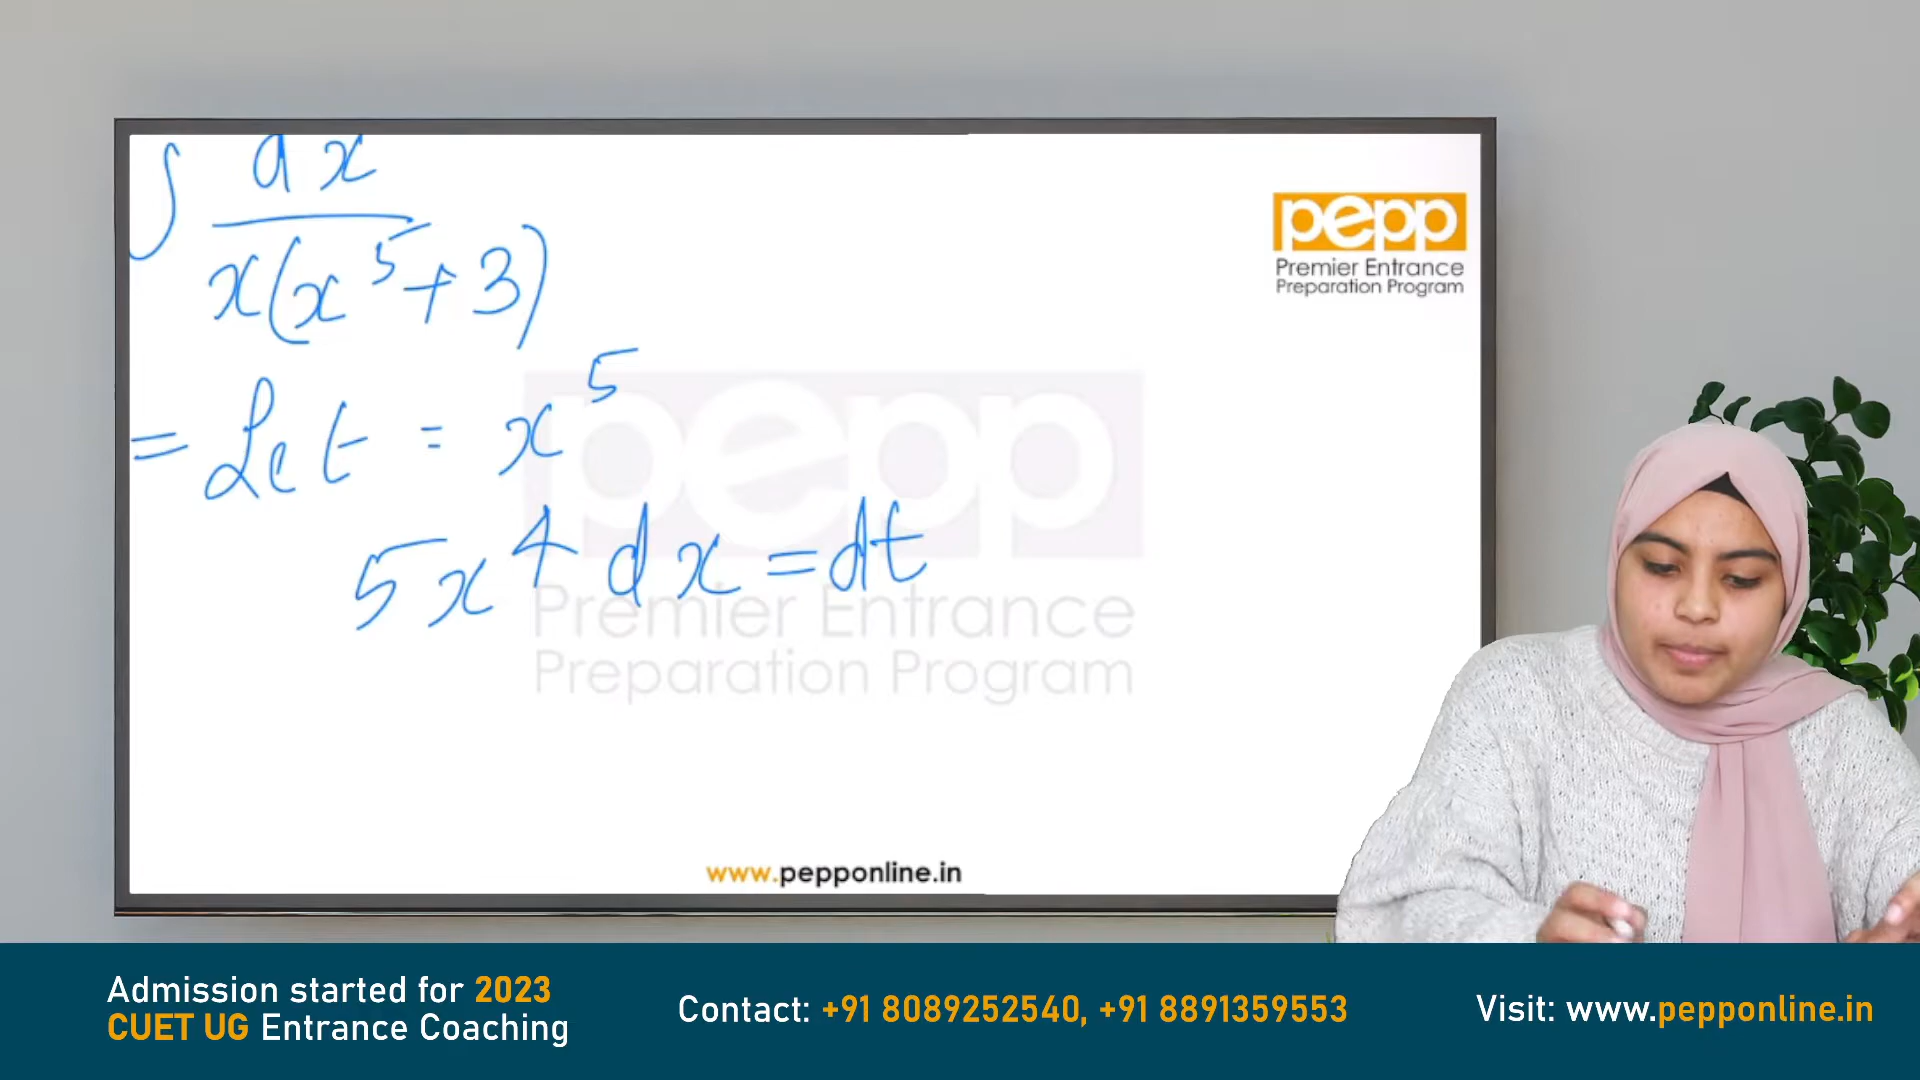 ∫ dx
x(x⁵+3)
= Let t = x⁵
5x⁴ dx = dt
pepp
Premier Entrance
Preparation Program
pepp
Premier Entrance
Preparation Program
www.pepponline.in
Admission started for 2023
CUET UG Entrance Coaching
Contact: +91 8089252540, +91 8891359553
Visit: www.pepponline.in